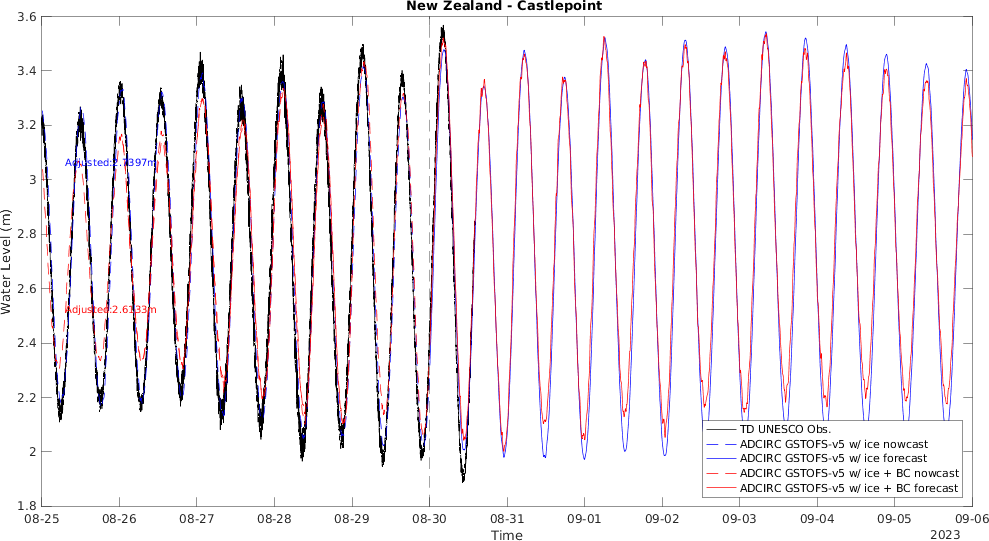 New Zealand - Castlepoint
3.6
3.4
3.2
3
2.8
2.6
2.4
2.2
2
1.8
Water Level (m)
Adjusted:2.7397m
Adjusted:2.6133m
TD UNESCO Obs.
ADCIRC GSTOFS-v5 w/ ice nowcast
ADCIRC GSTOFS-v5 w/ ice forecast
ADCIRC GSTOFS-v5 w/ ice + BC nowcast
ADCIRC GSTOFS-v5 w/ ice + BC forecast
08-25 08-26 08-27 08-28 08-29 08-30 08-31 09-01 09-02 09-03 09-04 09-05 09-06
Time
2023